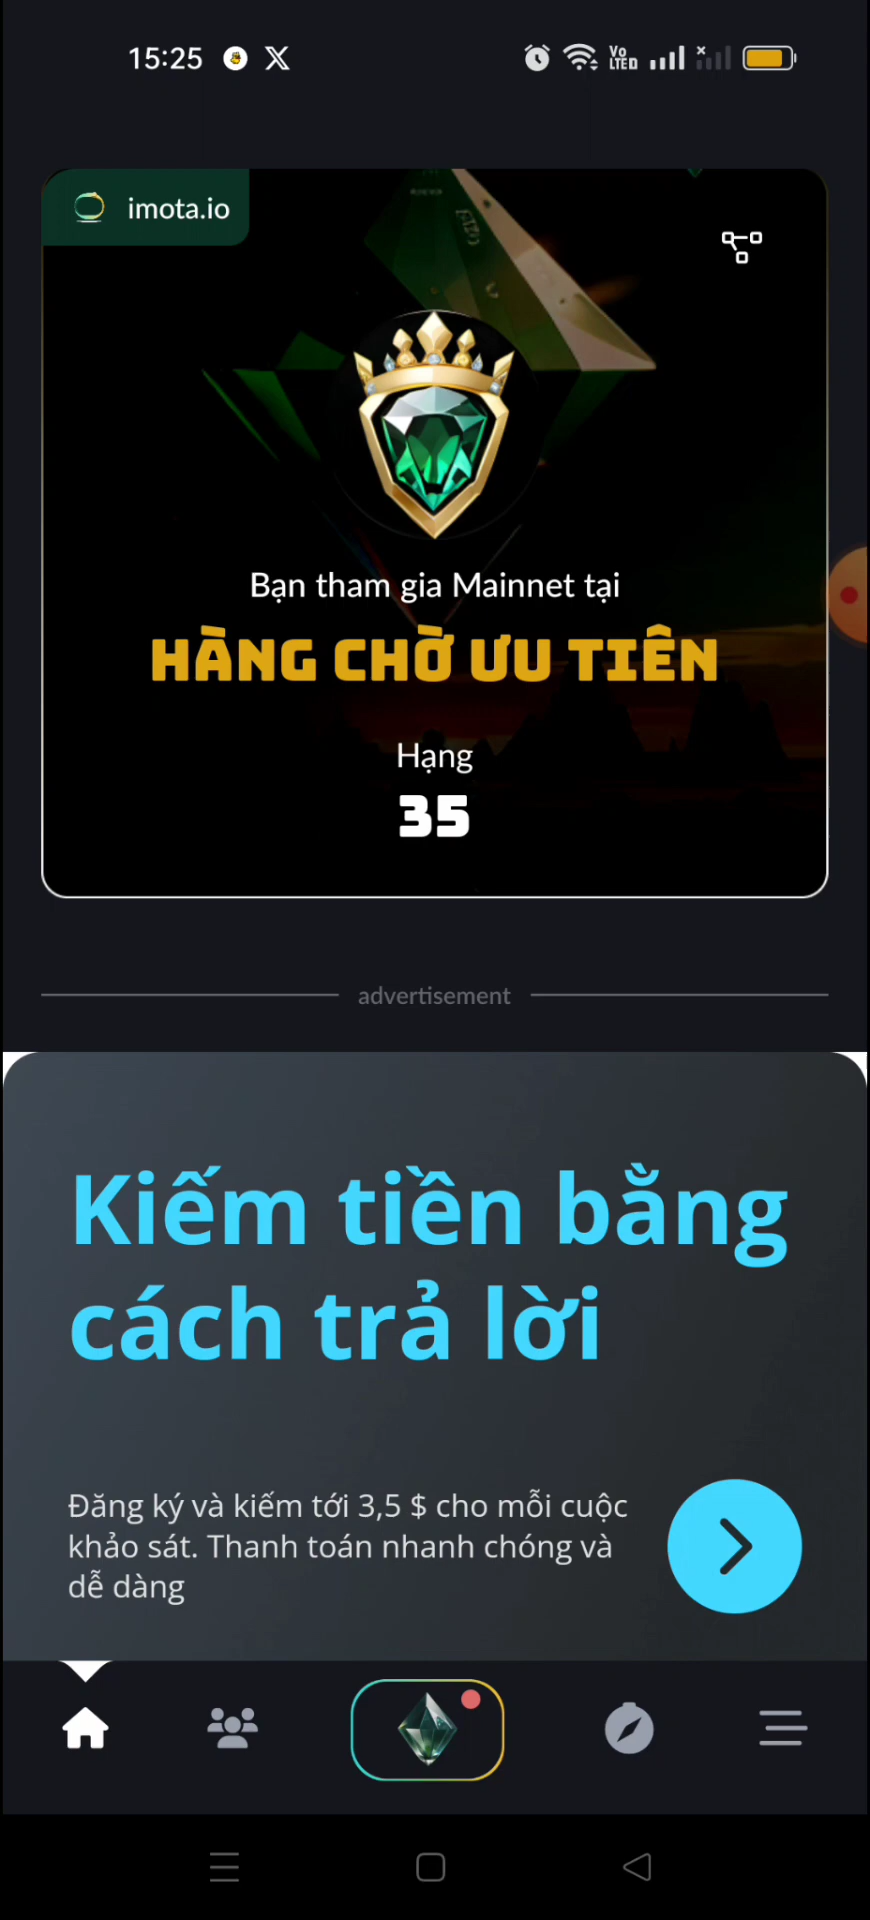 15:25
Vo
LTED
imota.io
Bạn tham gia Mainnet tại
HÀNG CHỜ ƯU TIÊN
Hạng
35
advertisement
Kiếm tiền bằng
cách trả lời
Đăng ký và kiếm tới 3,5 $ cho mỗi cuộc
khảo sát. Thanh toán nhanh chóng và
dễ dàng